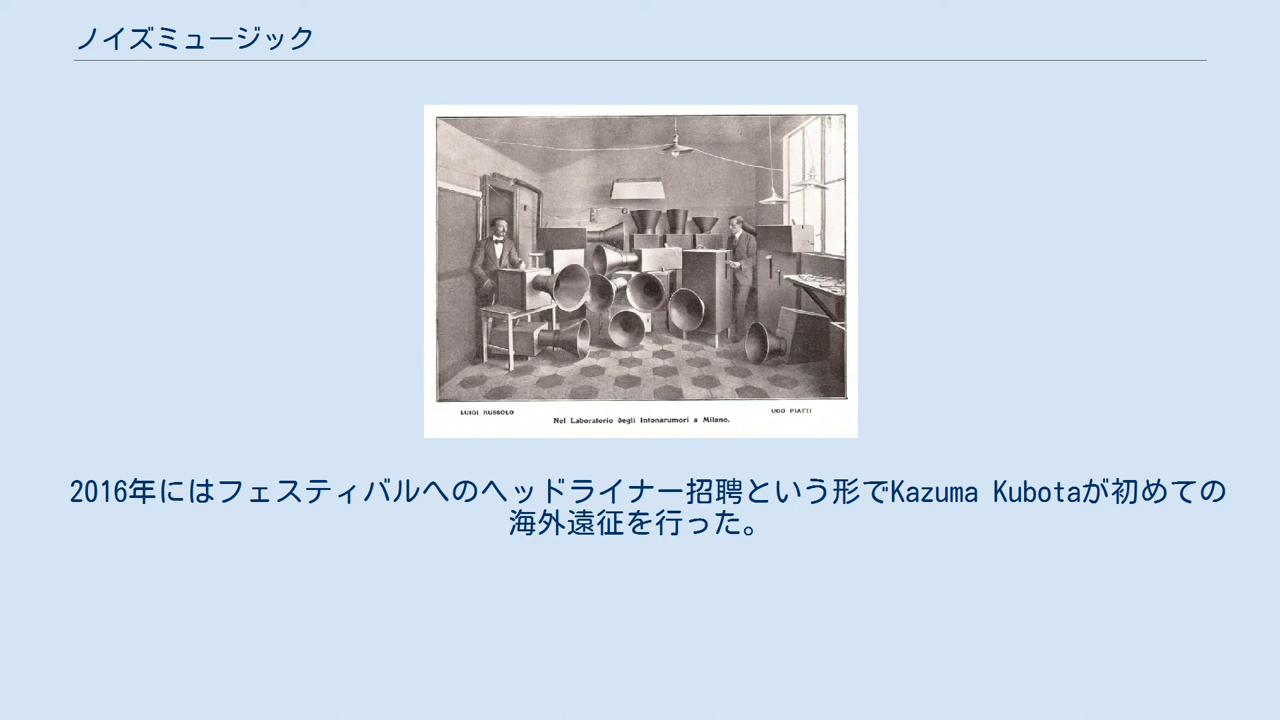 ノイズミュージック
LUIGI RUSSOLO
UGO PIATTI
Nel Laboratorio degli Intonarumori a Milano.
2016年にはフェスティバルへのヘッドライナー招聘という形でKazuma Kubotaが初めての
海外遠征を行った。